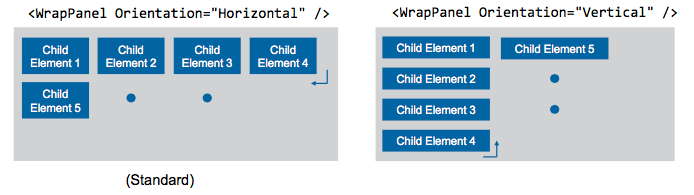 <WrapPanel Orientation="Horizontal" />
Child
Element 1
Child
Element 2
Child
Element 3
Child
Element 4
Child
Element 5
(Standard)
<WrapPanel Orientation="Vertical" />
Child Element 1
Child Element 2
Child Element 3
Child Element 4
Child Element 5